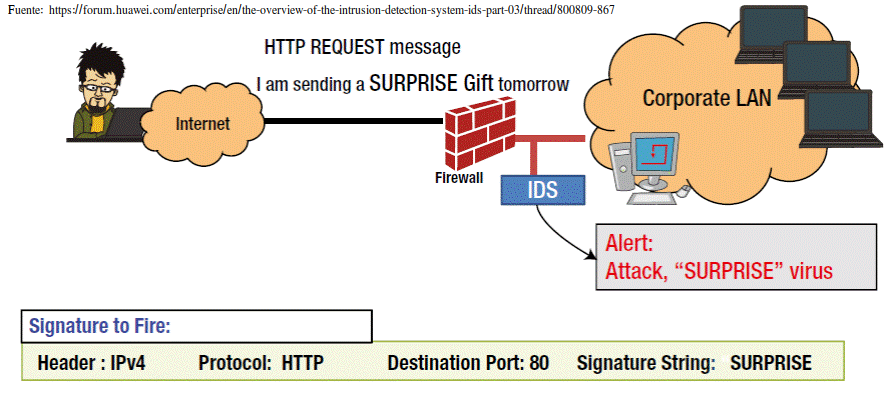 Fuente: https://forum.huawei.com/enterprise/en/the-overview-of-the-intrusion-detection-system-ids-part-03/thread/800809-867
HTTP REQUEST message
I am sending a SURPRISE Gift tomorrow
Internet
Corporate LAN
Firewall
IDS
Alert:
Attack, “SURPRISE” virus
Signature to Fire:
Header : IPv4 Protocol: HTTP Destination Port: 80 Signature String: SURPRISE